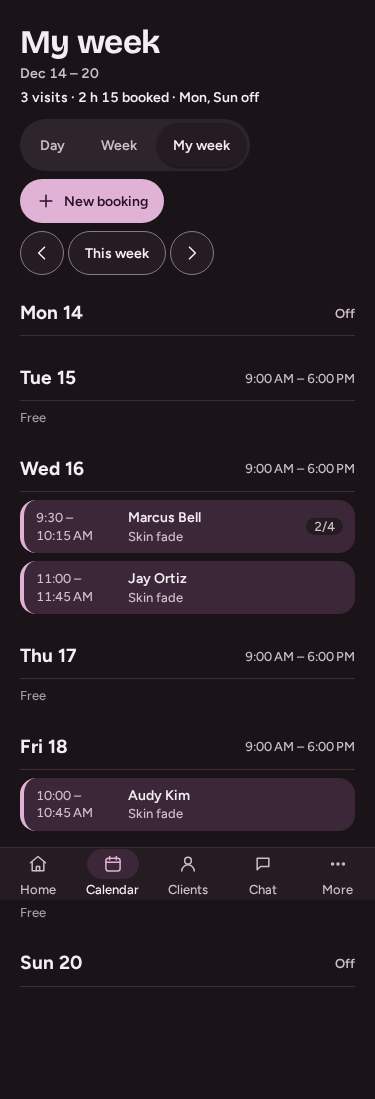 My week
Dec 14 – 20
3 visits · 2 h 15 booked · Mon, Sun off
Day Week My week
New booking
This week
Mon 14 Off
Tue 15 9:00 AM – 6:00 PM
Free
Wed 16 9:00 AM – 6:00 PM
9:30 – 10:15 AM Marcus Bell 2/4
Skin fade
11:00 – 11:45 AM Jay Ortiz
Skin fade
Thu 17 9:00 AM – 6:00 PM
Free
Fri 18 9:00 AM – 6:00 PM
10:00 – 10:45 AM Audy Kim
Skin fade
Home Calendar Clients Chat More
Free
Sun 20 Off